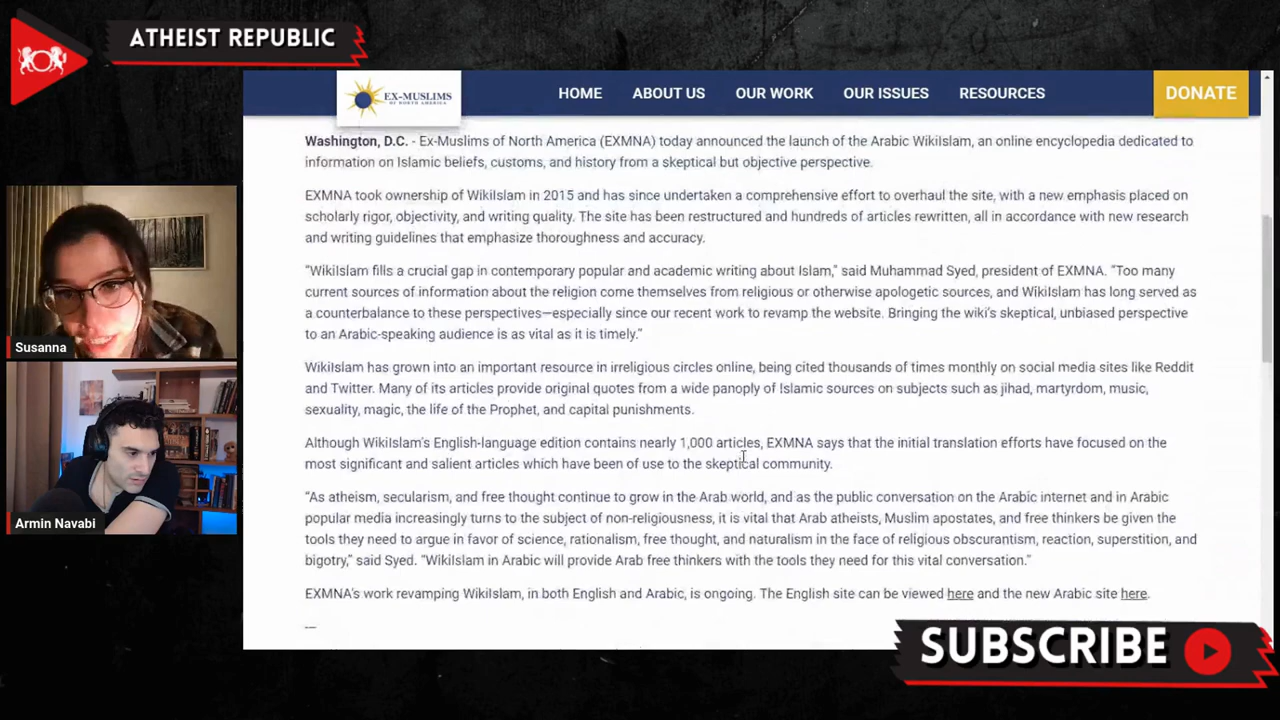 ATHEIST REPUBLIC
EX-MUSLIMS
OF NORTH AMERICA
HOME
ABOUT US
OUR WORK
OUR ISSUES
RESOURCES
DONATE
Washington, D.C. - Ex-Muslims of North America (EXMNA) today announced the launch of the Arabic WikiIslam, an online encyclopedia dedicated to
information on Islamic beliefs, customs, and history from a skeptical but objective perspective.
EXMNA took ownership of WikiIslam in 2015 and has since undertaken a comprehensive effort to overhaul the site, with a new emphasis placed on
scholarly rigor, objectivity, and writing quality. The site has been restructured and hundreds of articles rewritten, all in accordance with new research
and writing guidelines that emphasize thoroughness and accuracy.
“WikiIslam fills a crucial gap in contemporary popular and academic writing about Islam,” said Muhammad Syed, president of EXMNA. “Too many
current sources of information about the religion come themselves from religious or otherwise apologetic sources, and WikiIslam has long served as
a counterbalance to these perspectives—especially since our recent work to revamp the website. Bringing the wiki’s skeptical, unbiased perspective
to an Arabic-speaking audience is as vital as it is timely.”
WikiIslam has grown into an important resource in irreligious circles online, being cited thousands of times monthly on social media sites like Reddit
and Twitter. Many of its articles provide original quotes from a wide panoply of Islamic sources on subjects such as jihad, martyrdom, music,
sexuality, magic, the life of the Prophet, and capital punishments.
Although WikiIslam's English-language edition contains nearly 1,000 articles, EXMNA says that the initial translation efforts have focused on the
most significant and salient articles which have been of use to the skeptical community.
“As atheism, secularism, and free thought continue to grow in the Arab world, and as the public conversation on the Arabic internet and in Arabic
popular media increasingly turns to the subject of non-religiousness, it is vital that Arab atheists, Muslim apostates, and free thinkers be given the
tools they need to argue in favor of science, rationalism, free thought, and naturalism in the face of religious obscurantism, reaction, superstition, and
bigotry,” said Syed. “WikiIslam in Arabic will provide Arab free thinkers with the tools they need for this vital conversation.”
EXMNA's work revamping WikiIslam, in both English and Arabic, is ongoing. The English site can be viewed here and the new Arabic site here.
—
Susanna
Armin Navabi
SUBSCRIBE